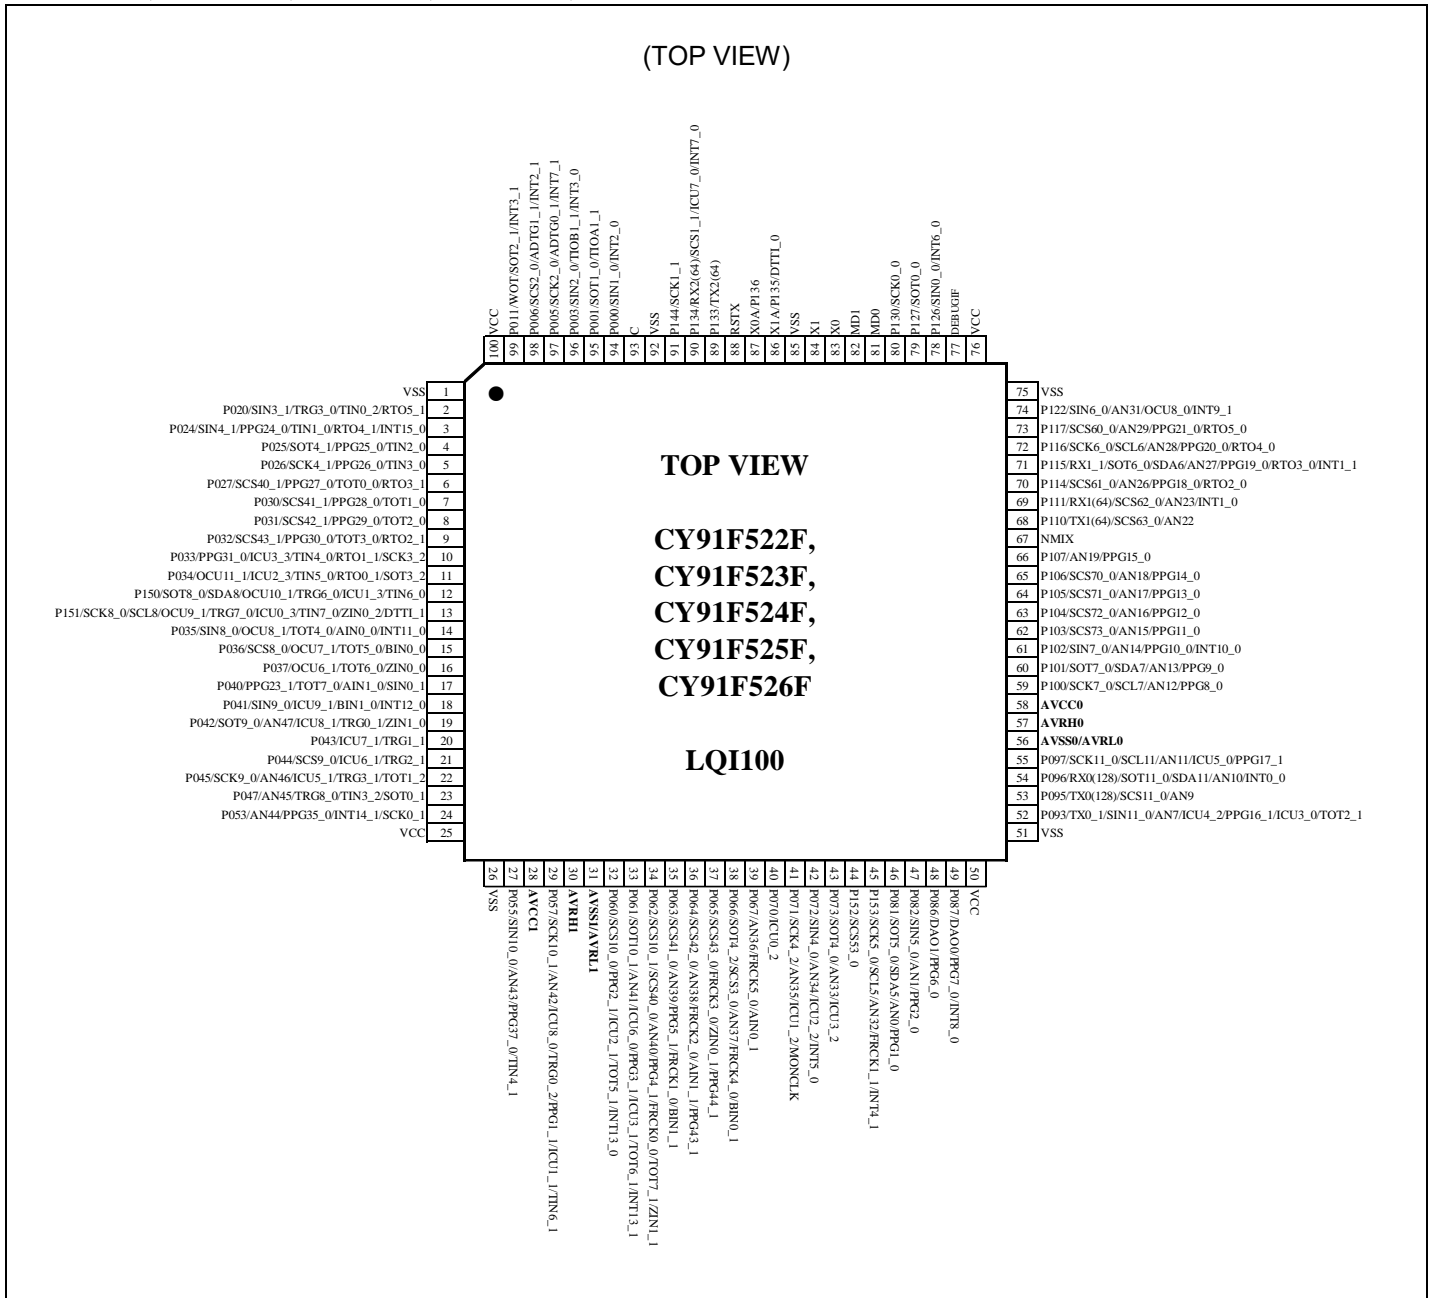 (TOP VIEW)
100 VCC
99 P011/WOT/SOT2_1/INT3_1
98 P006/SCS2_0/ADTG1_1/INT2_1
97 P005/SCK2_0/ADTG0_1/INT7_1
96 P003/SIN2_0/TIOB1_1/INT3_0
95 P001/SOT1_0/TIOA1_1
94 P000/SIN1_0/INT2_0
93 C
92 VSS
91 P144/SCK1_1
90 P134/RX2(64)/SCS1_1/ICU7_0/INT7_0
89 P133/TX2(64)
88 RSTX
87 X0A/P136
86 X1A/P135/DTTI_0
85 VSS
84 X1
83 X0
82 MD1
81 MD0
80 P130/SCK0_0
79 P127/SOT0_0
78 P126/SIN0_0/INT6_0
77 DEBUGIF
76 VCC
VSS 1
P020/SIN3_1/TRG3_0/TIN0_2/RTO5_1 2
P024/SIN4_1/PPG24_0/TIN1_0/RTO4_1/INT15_0 3
P025/SOT4_1/PPG25_0/TIN2_0 4
P026/SCK4_1/PPG26_0/TIN3_0 5
P027/SCS40_1/PPG27_0/TOT0_0/RTO3_1 6
P030/SCS41_1/PPG28_0/TOT1_0 7
P031/SCS42_1/PPG29_0/TOT2_0 8
P032/SCS43_1/PPG30_0/TOT3_0/RTO2_1 9
P033/PPG31_0/ICU3_3/TIN4_0/RTO1_1/SCK3_2 10
P034/OCU11_1/ICU2_3/TIN5_0/RTO0_1/SOT3_2 11
P150/SOT8_0/SDA8/OCU10_1/TRG6_0/ICU1_3/TIN6_0 12
P151/SCK8_0/SCL8/OCU9_1/TRG7_0/ICU0_3/TIN7_0/ZIN0_2/DTTI_1 13
P035/SIN8_0/OCU8_1/TOT4_0/AIN0_0/INT11_0 14
P036/SCS8_0/OCU7_1/TOT5_0/BIN0_0 15
P037/OCU6_1/TOT6_0/ZIN0_0 16
P040/PPG23_1/TOT7_0/AIN1_0/SIN0_1 17
P041/SIN9_0/ICU9_1/BIN1_0/INT12_0 18
P042/SOT9_0/AN47/ICU8_1/TRG0_1/ZIN1_0 19
P043/ICU7_1/TRG1_1 20
P044/SCS9_0/ICU6_1/TRG2_1 21
P045/SCK9_0/AN46/ICU5_1/TRG3_1/TOT1_2 22
P047/AN45/TRG8_0/TIN3_2/SOT0_1 23
P053/AN44/PPG35_0/INT14_1/SCK0_1 24
VCC 25
TOP VIEW
CY91F522F,
CY91F523F,
CY91F524F,
CY91F525F,
CY91F526F
LQI100
75 VSS
74 P122/SIN6_0/AN31/OCU8_0/INT9_1
73 P117/SCS60_0/AN29/PPG21_0/RTO5_0
72 P116/SCK6_0/SCL6/AN28/PPG20_0/RTO4_0
71 P115/RX1_1/SOT6_0/SDA6/AN27/PPG19_0/RTO3_0/INT1_1
70 P114/SCS61_0/AN26/PPG18_0/RTO2_0
69 P111/RX1(64)/SCS62_0/AN23/INT1_0
68 P110/TX1(64)/SCS63_0/AN22
67 NMIX
66 P107/AN19/PPG15_0
65 P106/SCS70_0/AN18/PPG14_0
64 P105/SCS71_0/AN17/PPG13_0
63 P104/SCS72_0/AN16/PPG12_0
62 P103/SCS73_0/AN15/PPG11_0
61 P102/SIN7_0/AN14/PPG10_0/INT10_0
60 P101/SOT7_0/SDA7/AN13/PPG9_0
59 P100/SCK7_0/SCL7/AN12/PPG8_0
58 AVCC0
57 AVRH0
56 AVSS0/AVRL0
55 P097/SCK11_0/SCL11/AN11/ICU5_0/PPG17_1
54 P096/RX0(128)/SOT11_0/SDA11/AN10/INT0_0
53 P095/TX0(128)/SCS11_0/AN9
52 P093/TX0_1/SIN11_0/AN7/ICU4_2/PPG16_1/ICU3_0/TOT2_1
51 VSS
26 VSS
27 P055/SIN10_0/AN43/PPG37_0/TIN4_1
28 AVCC1
29 P057/SCK10_1/AN42/ICU8_0/TRG0_2/PPG1_1/ICU1_1/TIN6_1
30 AVRH1
31 AVSS1/AVRL1
32 P060/SCS10_0/PPG2_1/ICU2_1/TOT5_1/INT13_0
33 P061/SOT10_1/AN41/ICU6_0/PPG3_1/ICU3_1/TOT6_1/INT13_1
34 P062/SCS10_1/SCS40_0/AN40/PPG4_1/FRCK0_0/TOT7_1/ZIN1_1
35 P063/SCS41_0/AN39/PPG5_1/FRCK1_0/BIN1_1
36 P064/SCS42_0/AN38/FRCK2_0/AIN1_1/PPG43_1
37 P065/SCS43_0/FRCK3_0/ZIN0_1/PPG44_1
38 P066/SOT4_2/SCS3_0/AN37/FRCK4_0/BIN0_1
39 P067/AN36/FRCK5_0/AIN0_1
40 P070/ICU0_2
41 P071/SCK4_2/AN35/ICU1_2/MONCLK
42 P072/SIN4_0/AN34/ICU2_2/INT5_0
43 P073/SOT4_0/AN33/ICU3_2
44 P152/SCS53_0
45 P153/SCK5_0/SCL5/AN32/FRCK1_1/INT4_1
46 P081/SOT5_0/SDA5/AN0/PPG1_0
47 P082/SIN5_0/AN1/PPG2_0
48 P086/DAO1/PPG6_0
49 P087/DAO0/PPG7_0/INT8_0
50 VCC